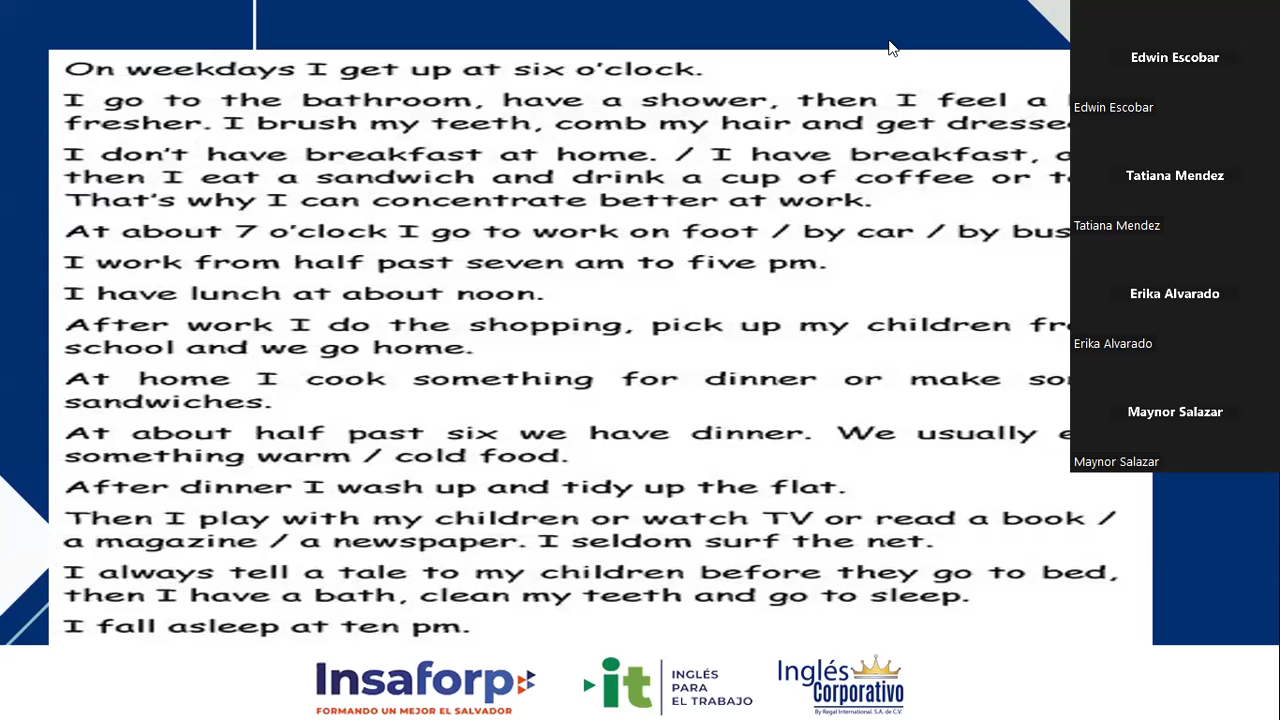 On weekdays I get up at six o'clock.
I go to the bathroom, have a shower, then I feel a
fresher. I brush my teeth, comb my hair and get
I don't have breakfast at home. / I have breakfast,
then I eat a sandwich and drink a cup of coffee or
That's why I can concentrate better at work.
At about 7 o'clock I go to work on foot / by car / by bus
I work from half past seven am to five pm.
I have lunch at about noon.
After work I do the shopping, pick up my children
school and we go home.
At home I cook something for dinner or make
sandwiches.
At about half past six we have dinner. We usually
something warm / cold food.
After dinner I wash up and tidy up the flat.
Then I play with my children or watch TV or read a book /
a magazine / a newspaper. I seldom surf the net.
I always tell a tale to my children before they go to bed,
then I have a bath, clean my teeth and go to sleep.
I fall asleep at ten pm.
Edwin Escobar
Edwin Escobar
Tatiana Mendez
Tatiana Mendez
Erika Alvarado
Erika Alvarado
Maynor Salazar
Maynor Salazar
Insaforp
FORMANDO UN MEJOR EL SALVADOR
it
INGLÉS
PARA
EL TRABAJO
Inglés
Corporativo
By Regal International, S.A. de C.V.